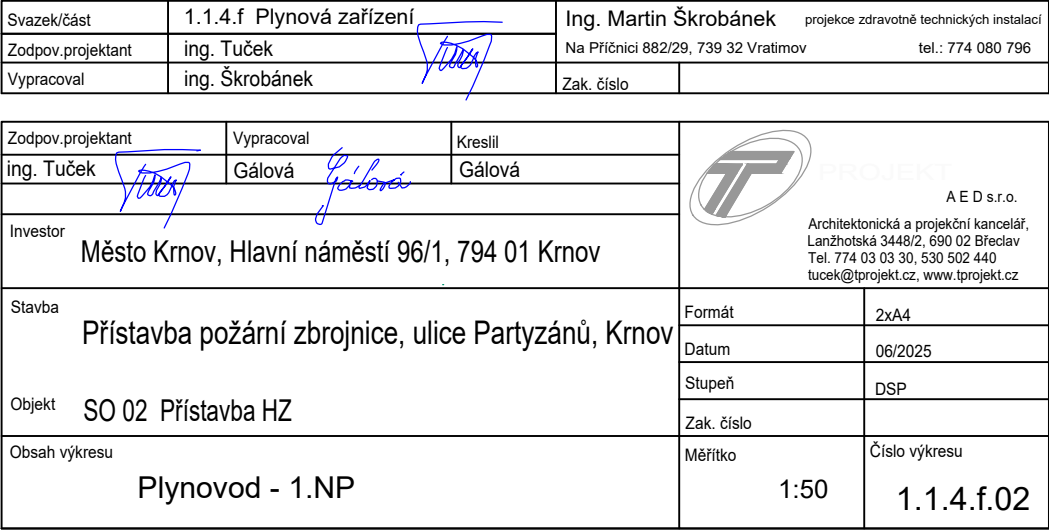 Svazek/část 1.1.4.f Plynová zařízení
Zodpov.projektant ing. Tuček
Vypracoval ing. Škrobánek
Ing. Martin Škrobánek projekce zdravotně technických instalací
Na Příčnici 882/29, 739 32 Vratimov tel.: 774 080 796
Zak. číslo
Zodpov.projektant Vypracoval Kreslil
ing. Tuček Gálová Gálová Gálová
Investor
Město Krnov, Hlavní náměstí 96/1, 794 01 Krnov
T PROJEKT
A E D s.r.o.
Architektonická a projekční kancelář,
Lanžhotská 3448/2, 690 02 Břeclav
Tel. 774 03 03 30, 530 502 440
tucek@tprojekt.cz, www.tprojekt.cz
Stavba
Přístavba požární zbrojnice, ulice Partyzánů, Krnov
Objekt SO 02 Přístavba HZ
Formát 2xA4
Datum 06/2025
Stupeň DSP
Zak. číslo
Obsah výkresu
Plynovod - 1.NP
Měřítko
1:50
Číslo výkresu
1.1.4.f.02